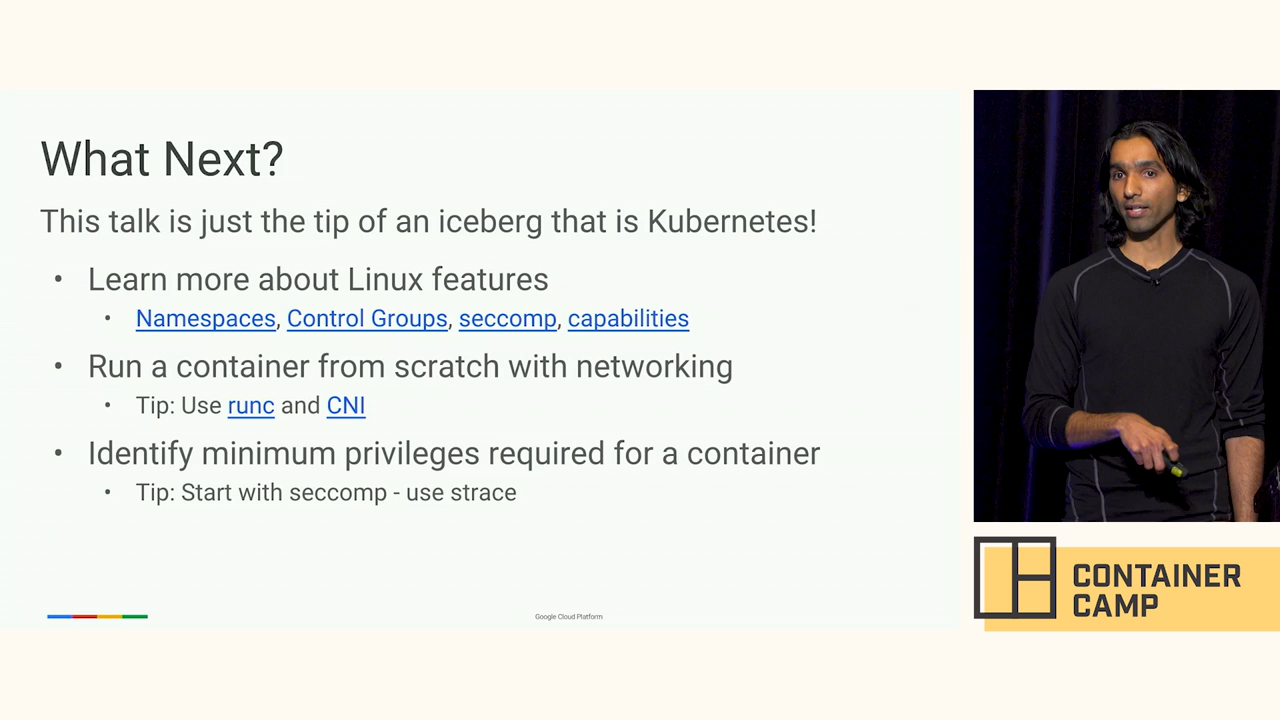 What Next?
This talk is just the tip of an iceberg that is Kubernetes!
• Learn more about Linux features
• Namespaces, Control Groups, seccomp, capabilities
• Run a container from scratch with networking
• Tip: Use runc and CNI
• Identify minimum privileges required for a container
• Tip: Start with seccomp - use strace
Google Cloud Platform
CONTAINER
CAMP